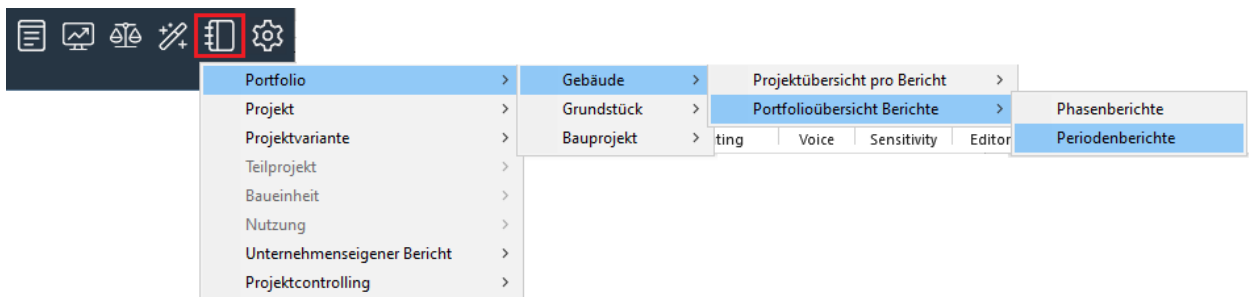 Portfolio
Projekt
Projektvariante
Teilprojekt
Baueinheit
Nutzung
Unternehmenseigener Bericht
Projektcontrolling
Gebäude
Grundstück
Bauprojekt
Projektübersicht pro Bericht
Portfolioübersicht Berichte
ting Voice Sensitivity Editor
Phasenberichte
Periodenberichte